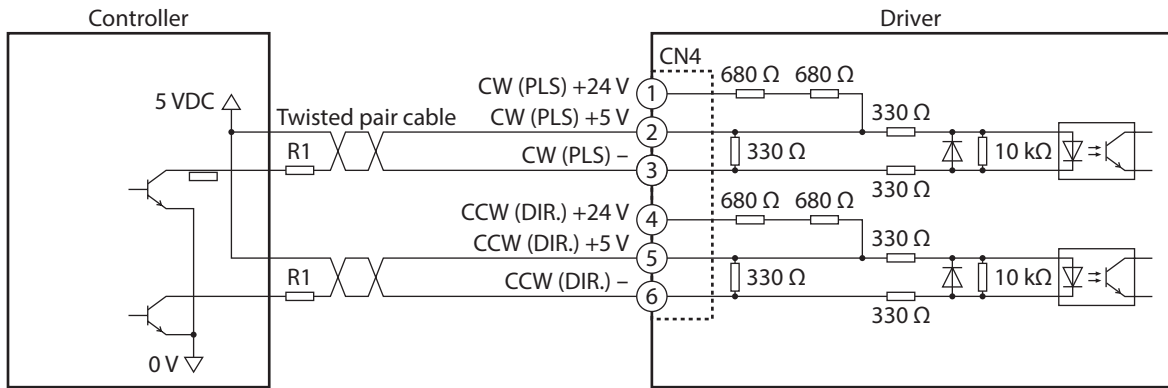 Controller
Driver
CN4
5 VDC
Twisted pair cable
CW (PLS) +24 V
1
680 Ω
680 Ω
CW (PLS) +5 V
2
330 Ω
R1
CW (PLS) –
3
330 Ω
10 kΩ
330 Ω
CCW (DIR.) +24 V
4
680 Ω
680 Ω
CCW (DIR.) +5 V
5
330 Ω
R1
CCW (DIR.) –
6
330 Ω
10 kΩ
330 Ω
0 V